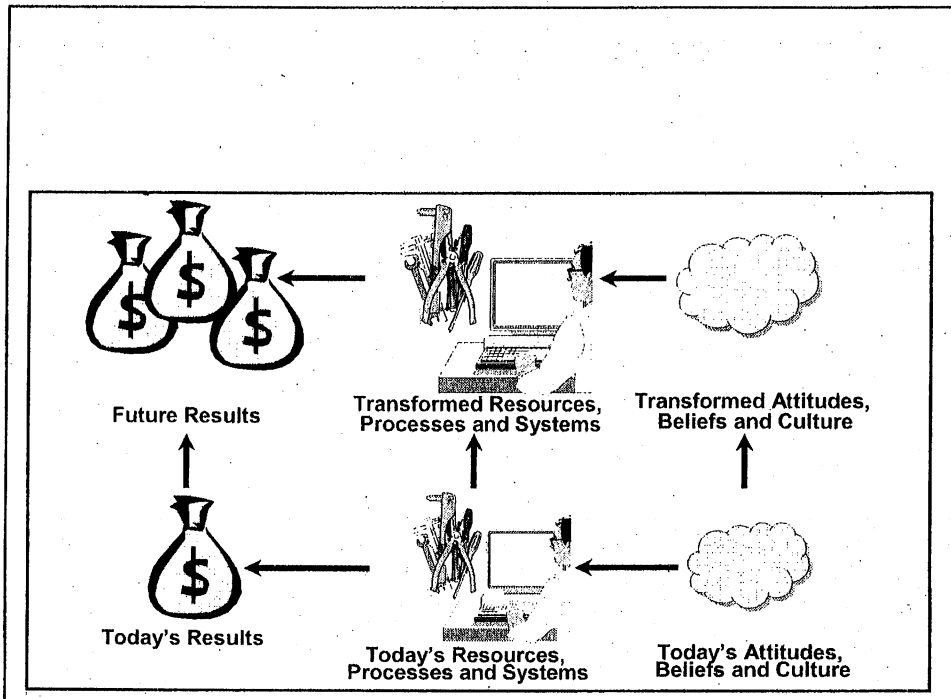 $
$
$
Future Results
Transformed Resources,
Processes and Systems
Transformed Attitudes,
Beliefs and Culture
$
Today's Results
Today's Resources,
Processes and Systems
Today's Attitudes,
Beliefs and Culture